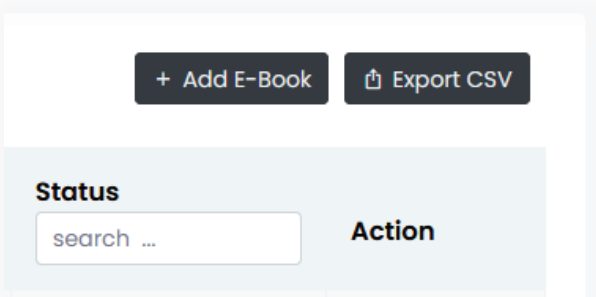 + Add E-Book
Export CSV
Status
search ...
Action